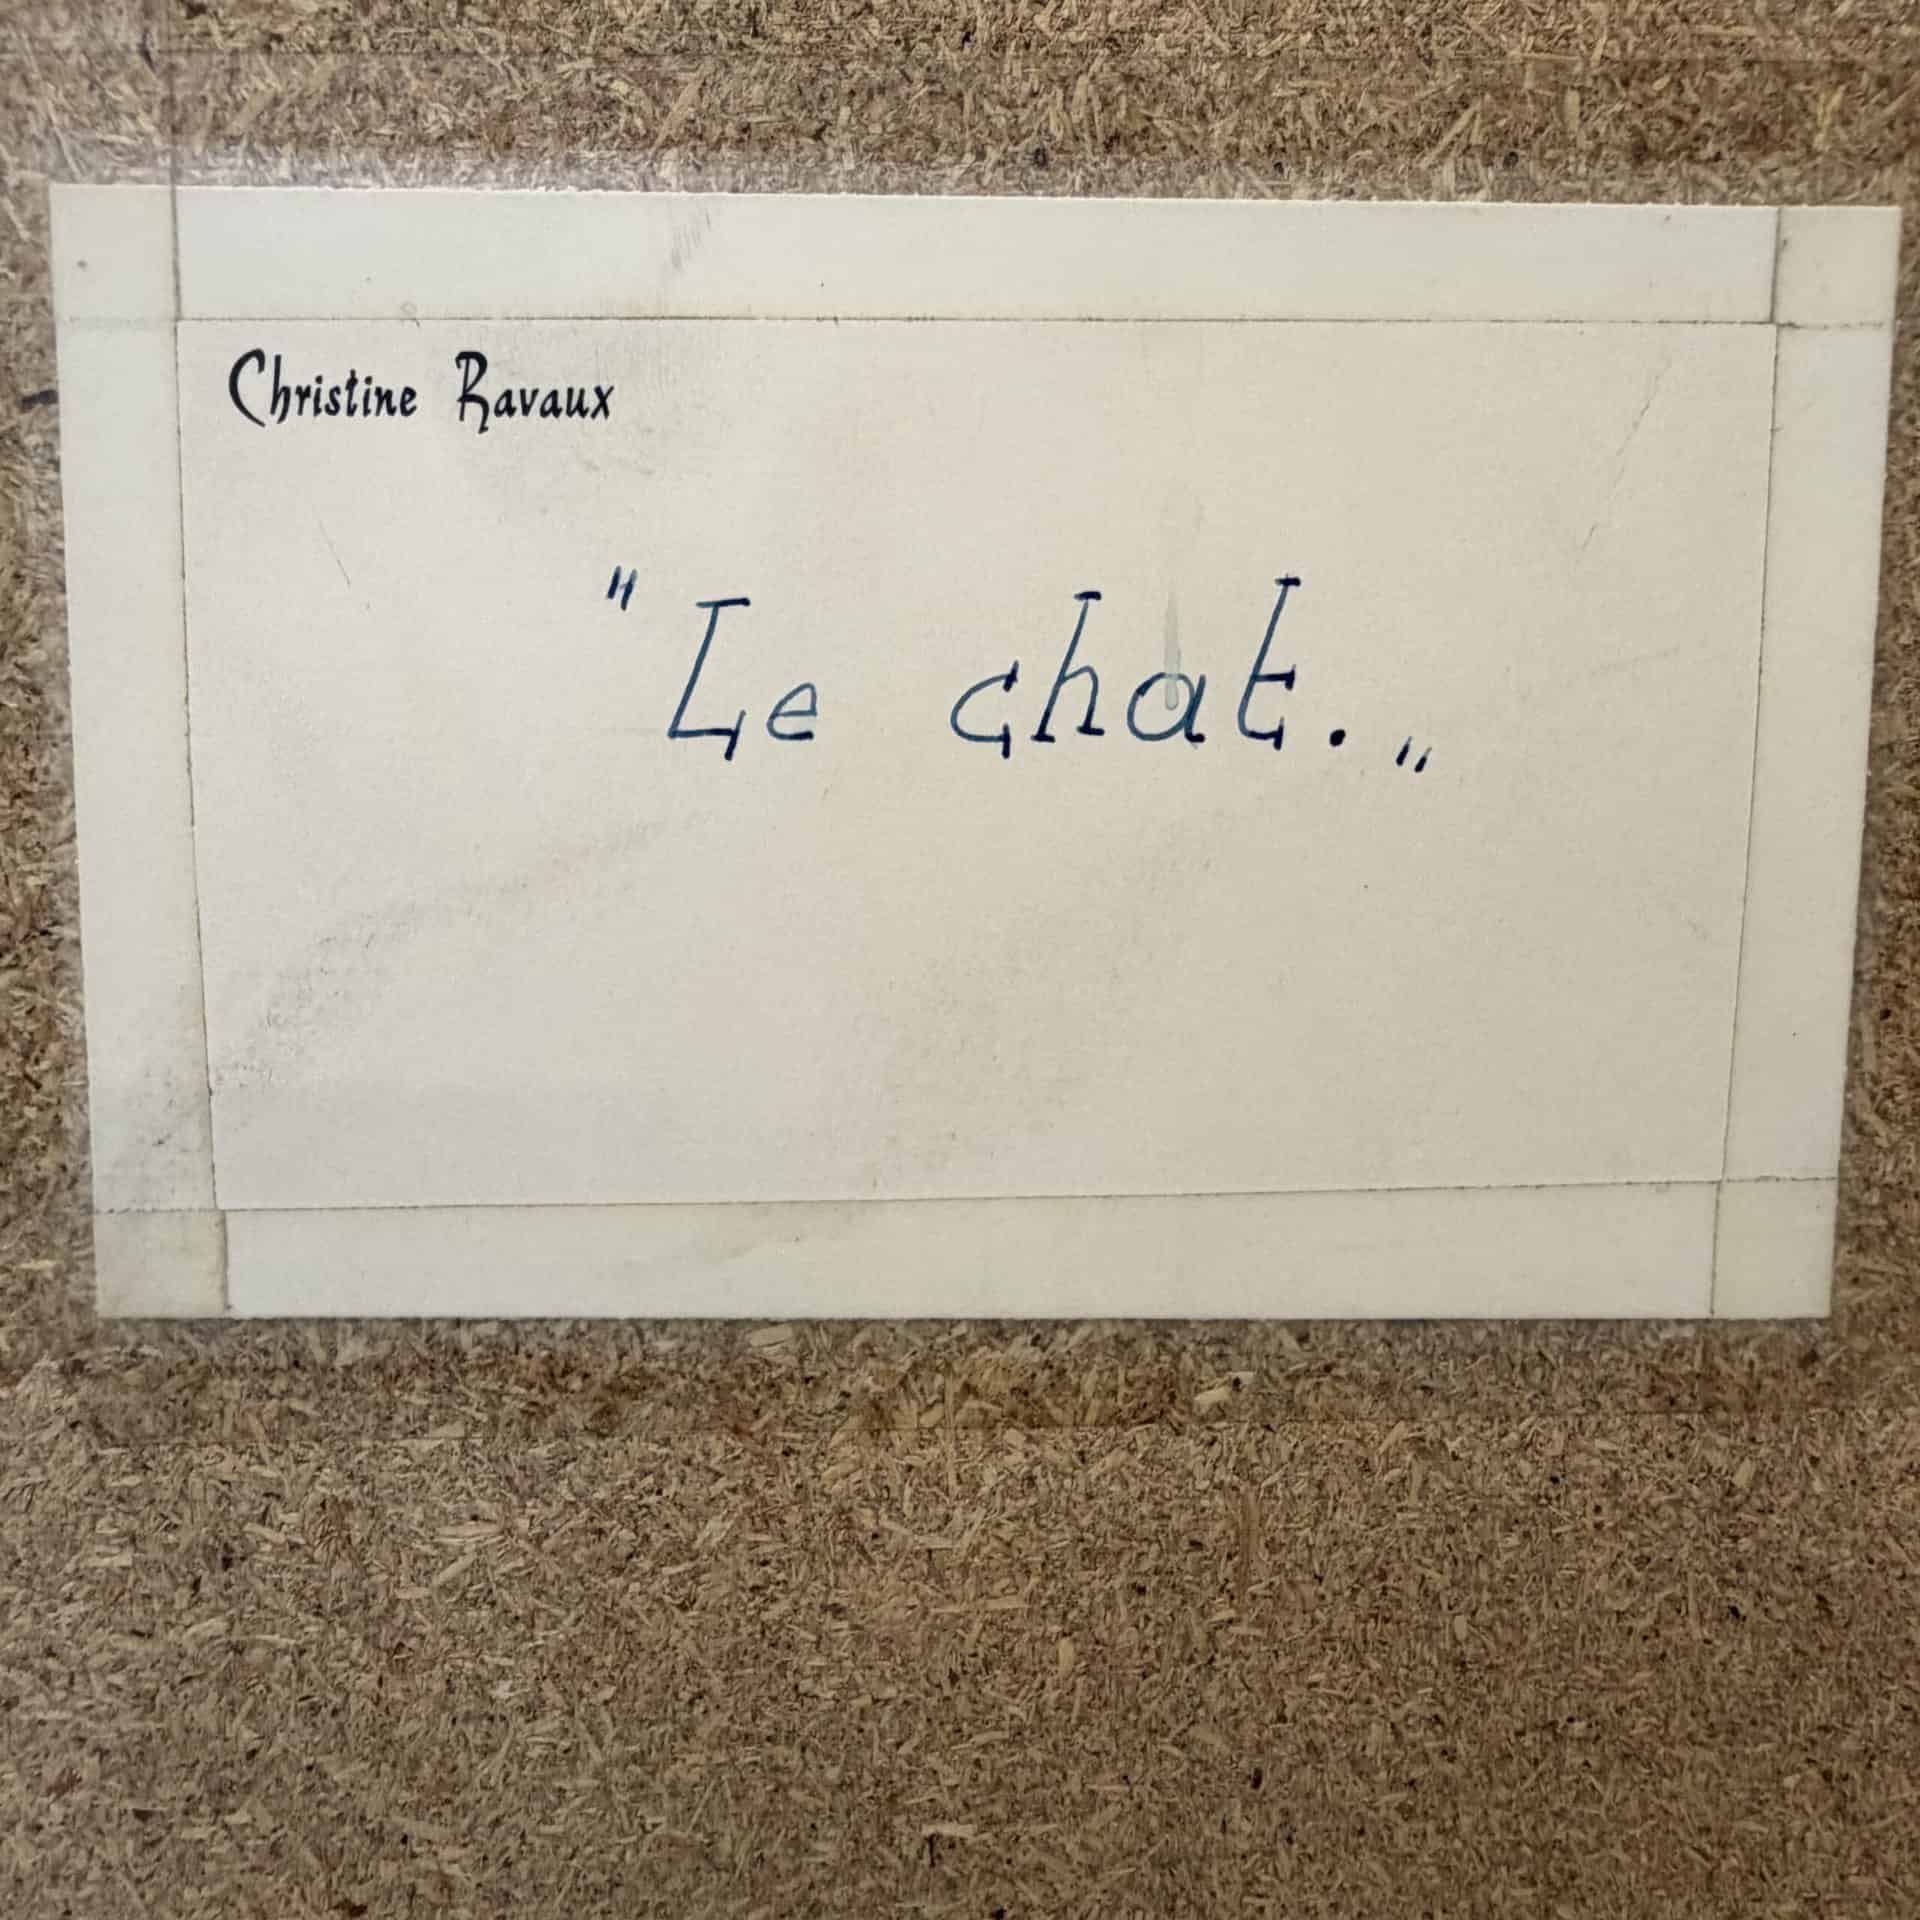 Christine Ravaux
"Le chat.„